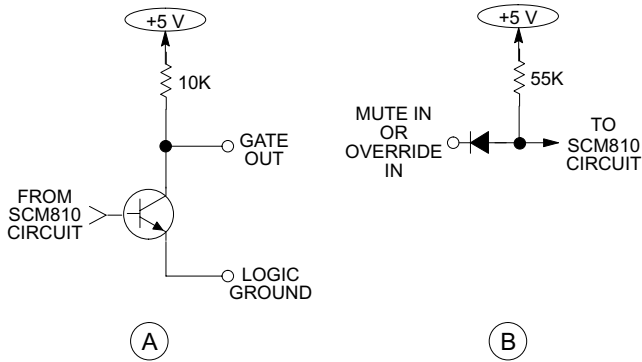 +5 V
10K
GATE
OUT
FROM
SCM810
CIRCUIT
LOGIC
GROUND
A
+5 V
55K
MUTE IN
OR
OVERRIDE
IN
TO
SCM810
CIRCUIT
B